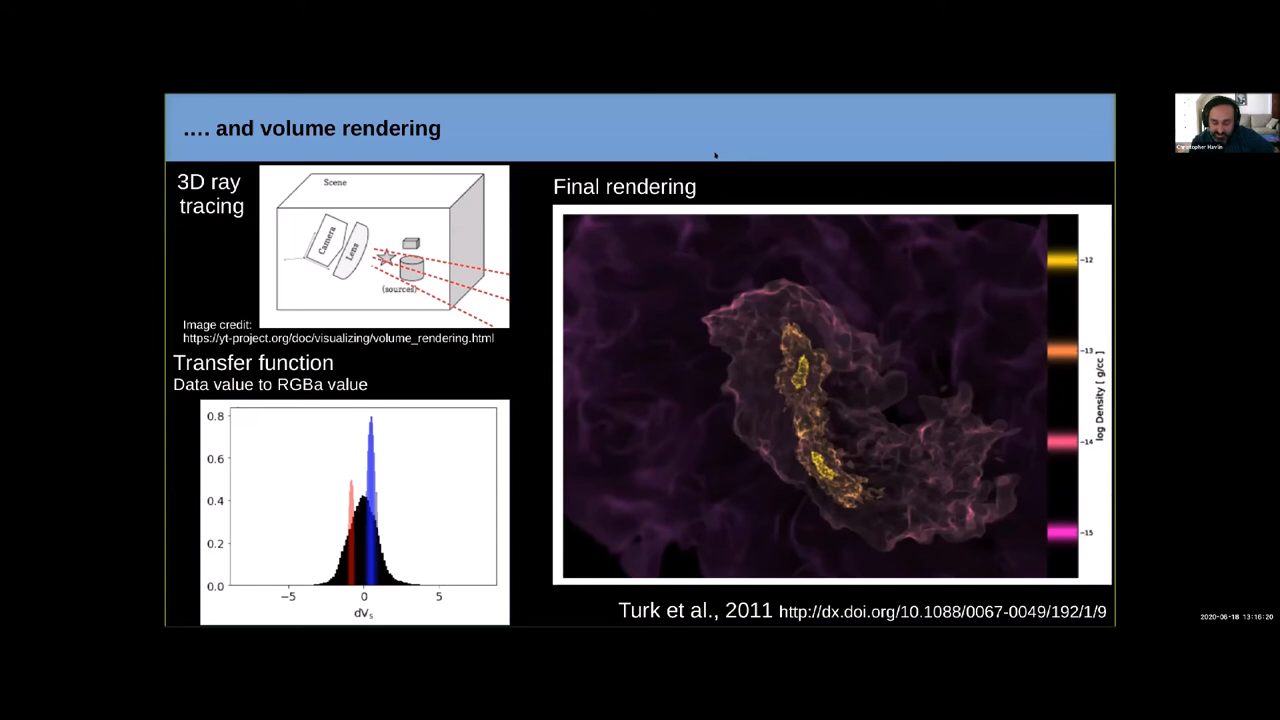 …. and volume rendering
3D ray
tracing
Scene
Camera
Lens
(sources)
Image credit:
https://yt-project.org/doc/visualizing/volume_rendering.html
Transfer function
Data value to RGBa value
0.8
0.6
0.4
0.2
0.0
−5 0 5
dVs
Final rendering
-12
-13
-14
-15
log Density [ g/cc ]
Turk et al., 2011 http://dx.doi.org/10.1088/0067-0049/192/1/9
Christopher Havlin
2020-06-18 13:16:20